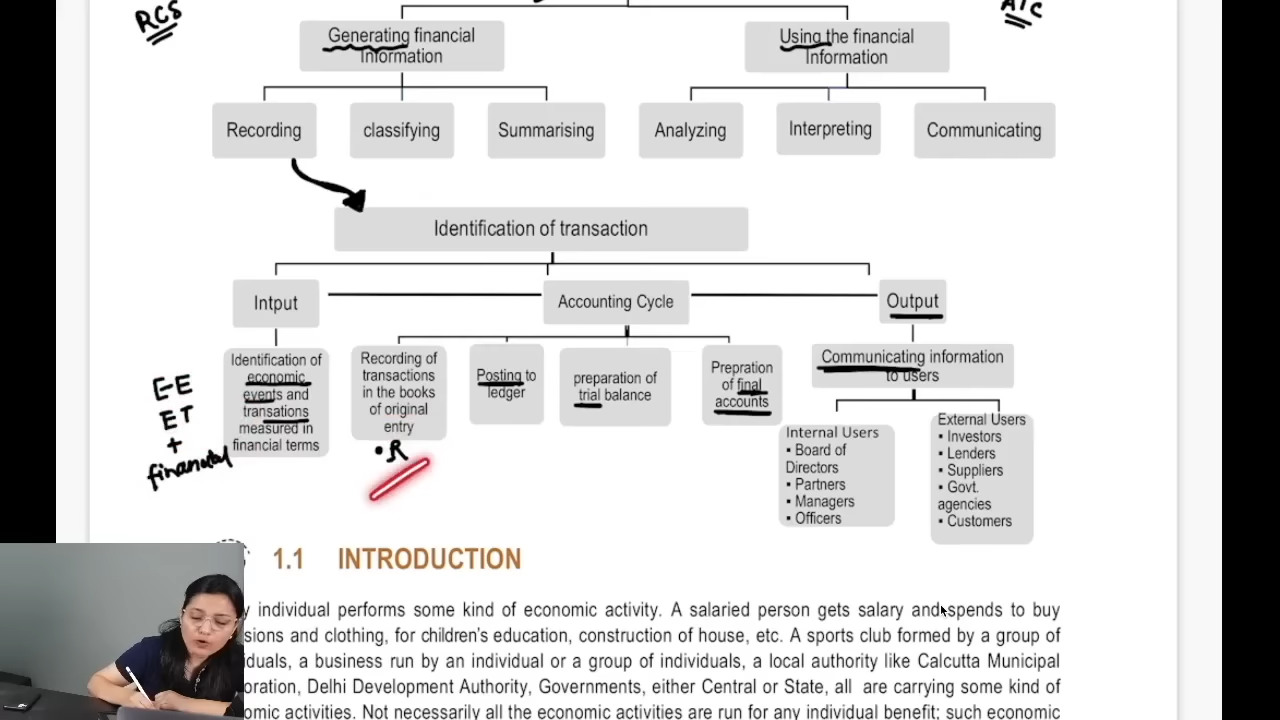 RCS
ATC
Generating financial
Information
Using the financial
Information
Recording
classifying
Summarising
Analyzing
Interpreting
Communicating
Identification of transaction
Intput
Accounting Cycle
Output
Identification of
economic
events and
transations
measured in
financial terms
Recording of
transactions
in the books
of original
entry
Posting to
ledger
preparation of
trial balance
Prepration
of final
accounts
Communicating information
to users
E-E
ET
+
financial
•R
Internal Users
▪ Board of
Directors
▪ Partners
▪ Managers
▪ Officers
External Users
▪ Investors
▪ Lenders
▪ Suppliers
▪ Govt.
agencies
▪ Customers
1.1 INTRODUCTION
individual performs some kind of economic activity. A salaried person gets salary and spends to buy
sions and clothing, for children's education, construction of house, etc. A sports club formed by a group of
iduals, a business run by an individual or a group of individuals, a local authority like Calcutta Municipal
oration, Delhi Development Authority, Governments, either Central or State, all are carrying some kind of
omic activities. Not necessarily all the economic activities are run for any individual benefit; such economic